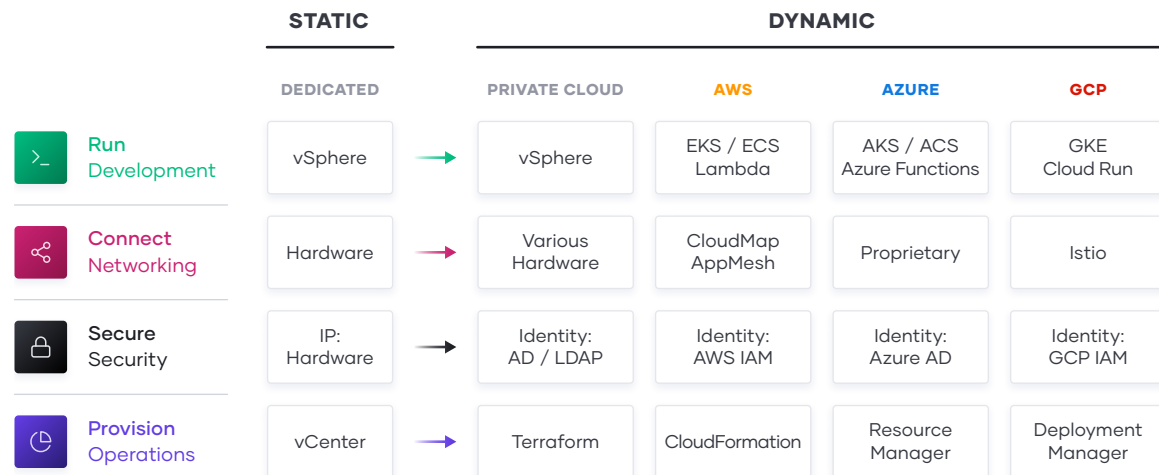 STATIC
DYNAMIC
DEDICATED
PRIVATE CLOUD
AWS
AZURE
GCP
>_
Run
Development
vSphere
vSphere
EKS / ECS
Lambda
AKS / ACS
Azure Functions
GKE
Cloud Run
Connect
Networking
Hardware
Various
Hardware
CloudMap
AppMesh
Proprietary
Istio
Secure
Security
IP:
Hardware
Identity:
AD / LDAP
Identity:
AWS IAM
Identity:
Azure AD
Identity:
GCP IAM
Provision
Operations
vCenter
Terraform
CloudFormation
Resource
Manager
Deployment
Manager